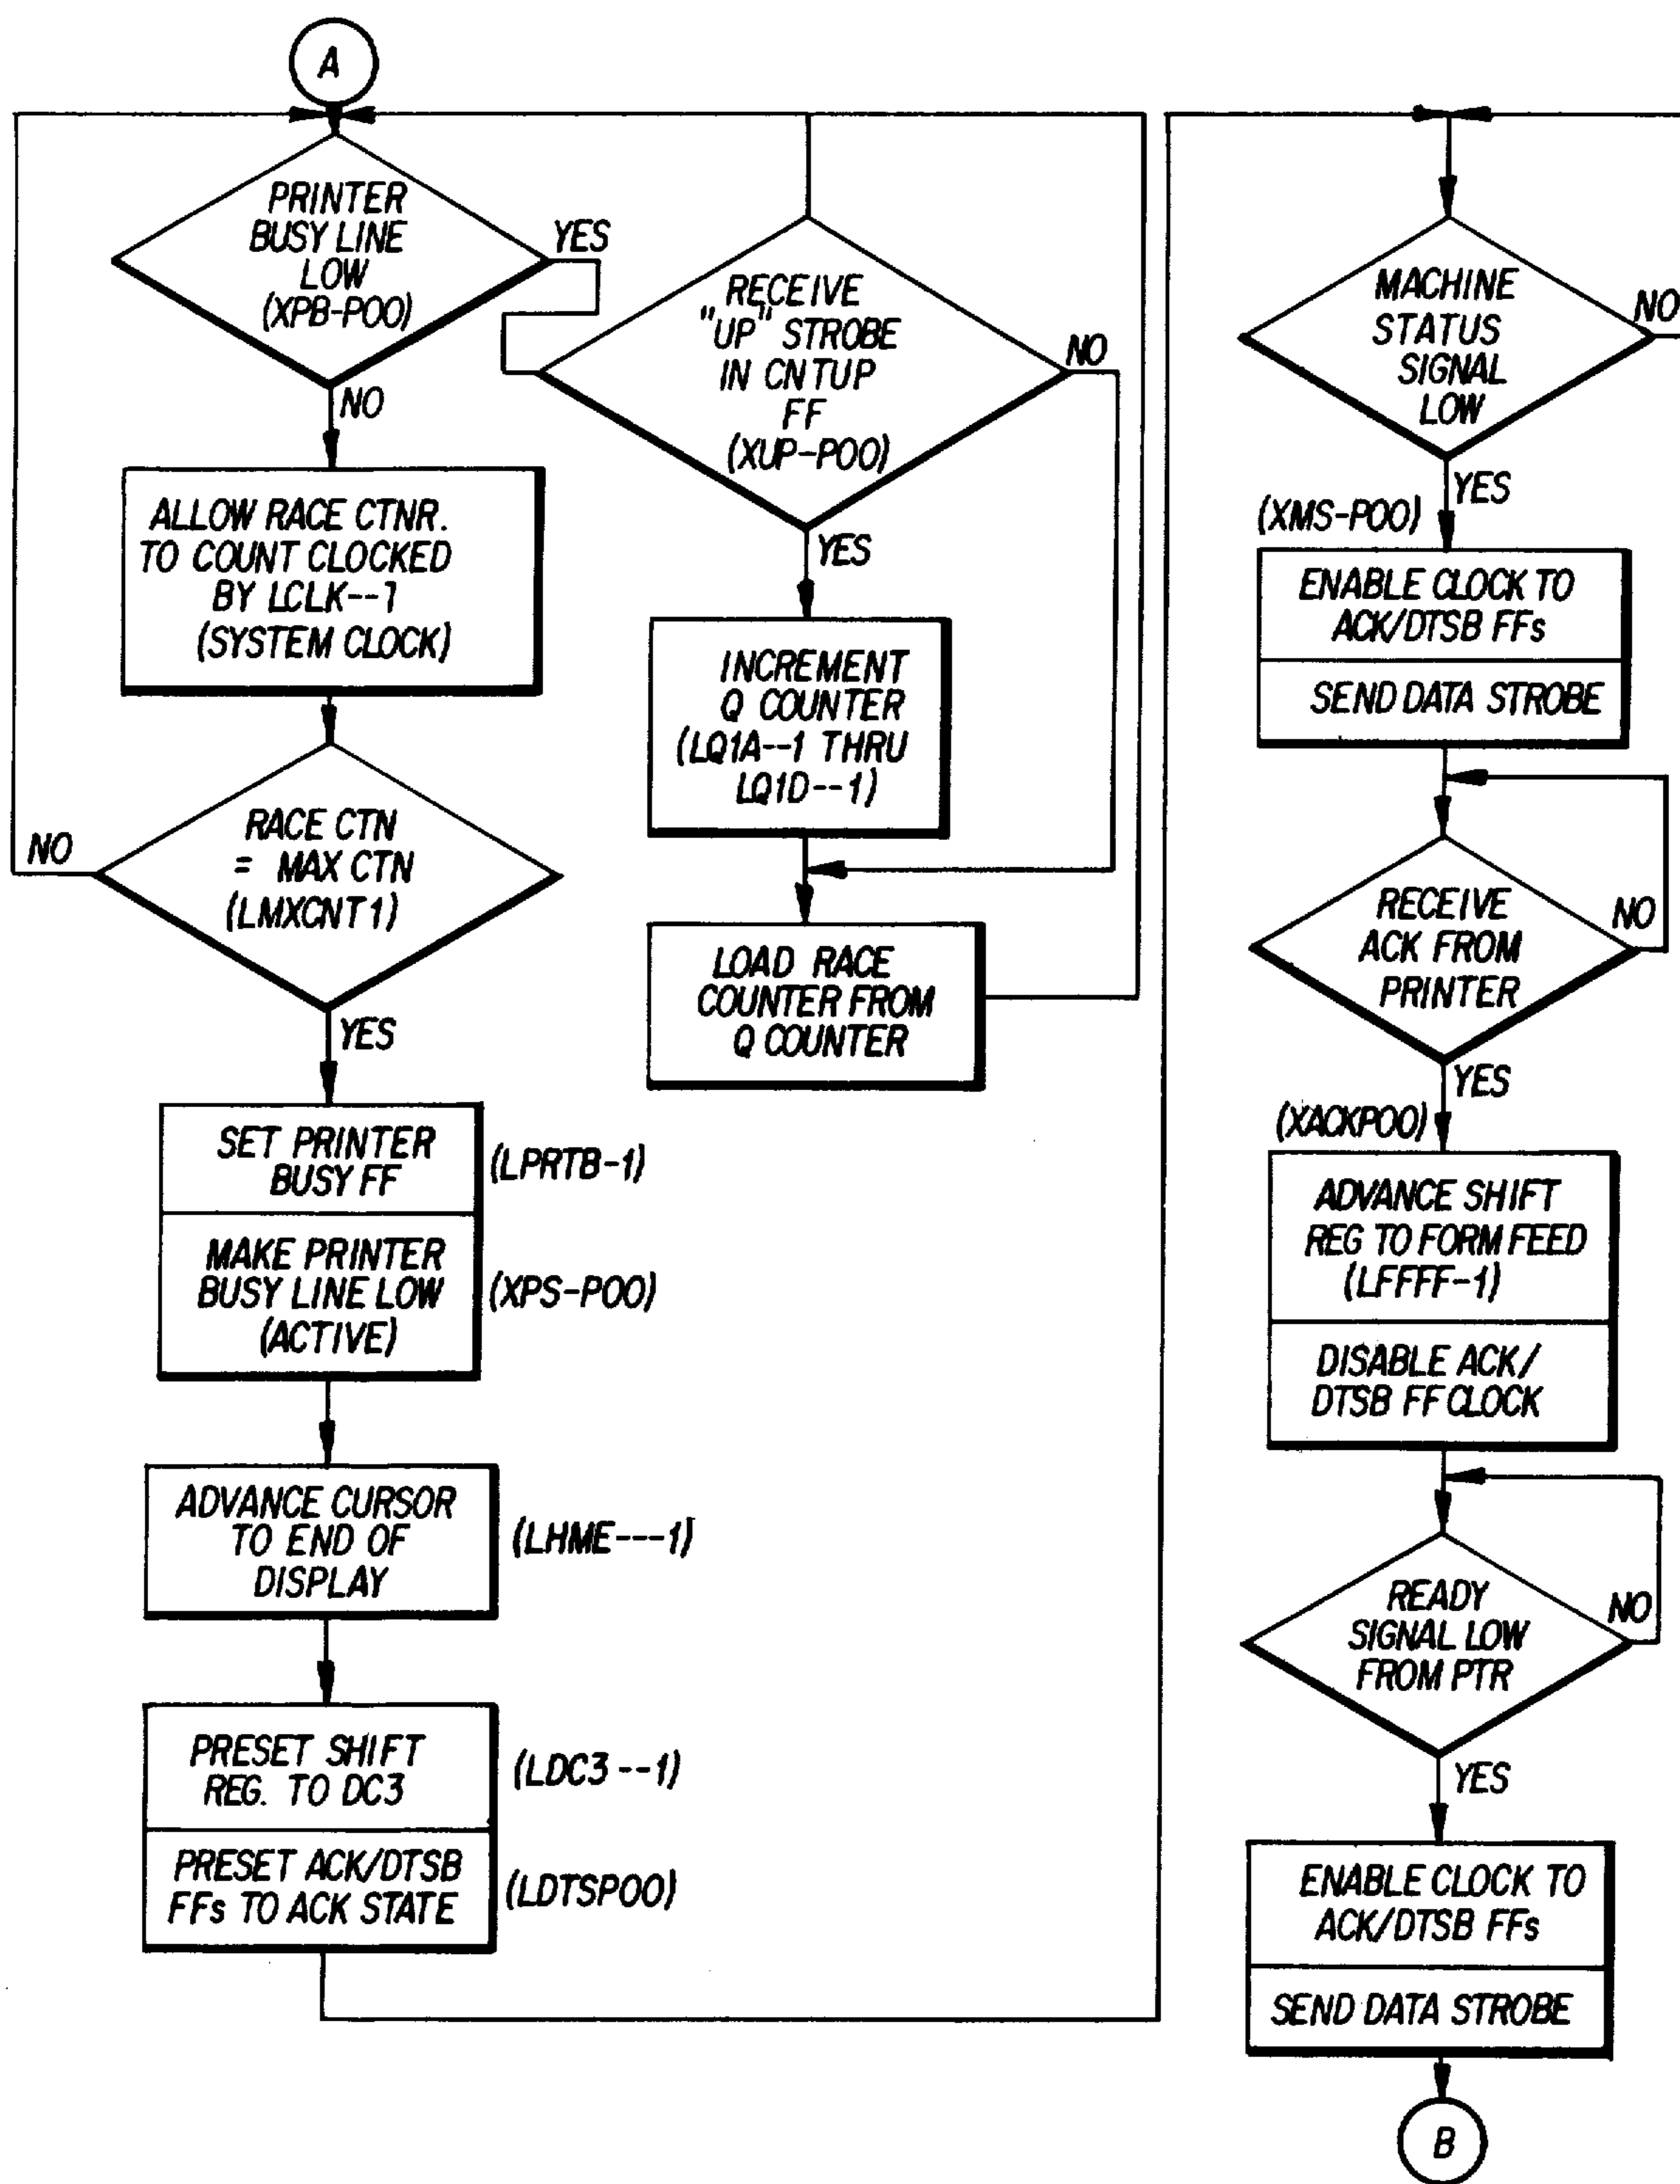 A
PRINTER
BUSY LINE
LOW
(XPB-P00)
YES
NO
ALLOW RACE CTNR.
TO COUNT CLOCKED
BY LCLK--1
(SYSTEM CLOCK)
RACE CTN
= MAX CTN
(LMXCNT1)
NO
YES
SET PRINTER
BUSY FF
(LPRTB-1)
MAKE PRINTER
BUSY LINE LOW
(ACTIVE)
(XPS-P00)
ADVANCE CURSOR
TO END OF
DISPLAY
(LHME---1)
PRESET SHIFT
REG. TO DC3
(LDC3--1)
PRESET ACK/DTSB
FFs TO ACK STATE
(LDTSP00)
RECEIVE
"UP" STROBE
IN CNTUP
FF
(XUP-P00)
NO
YES
INCREMENT
Q COUNTER
(LQ1A--1 THRU
LQ1D--1)
LOAD RACE
COUNTER FROM
Q COUNTER
MACHINE
STATUS
SIGNAL
LOW
NO
YES
(XMS-P00)
ENABLE CLOCK TO
ACK/DTSB FFs
SEND DATA STROBE
RECEIVE
ACK FROM
PRINTER
NO
YES
(XACKP00)
ADVANCE SHIFT
REG TO FORM FEED
(LFFFF-1)
DISABLE ACK/
DTSB FF CLOCK
READY
SIGNAL LOW
FROM PTR
NO
YES
ENABLE CLOCK TO
ACK/DTSB FFs
SEND DATA STROBE
B